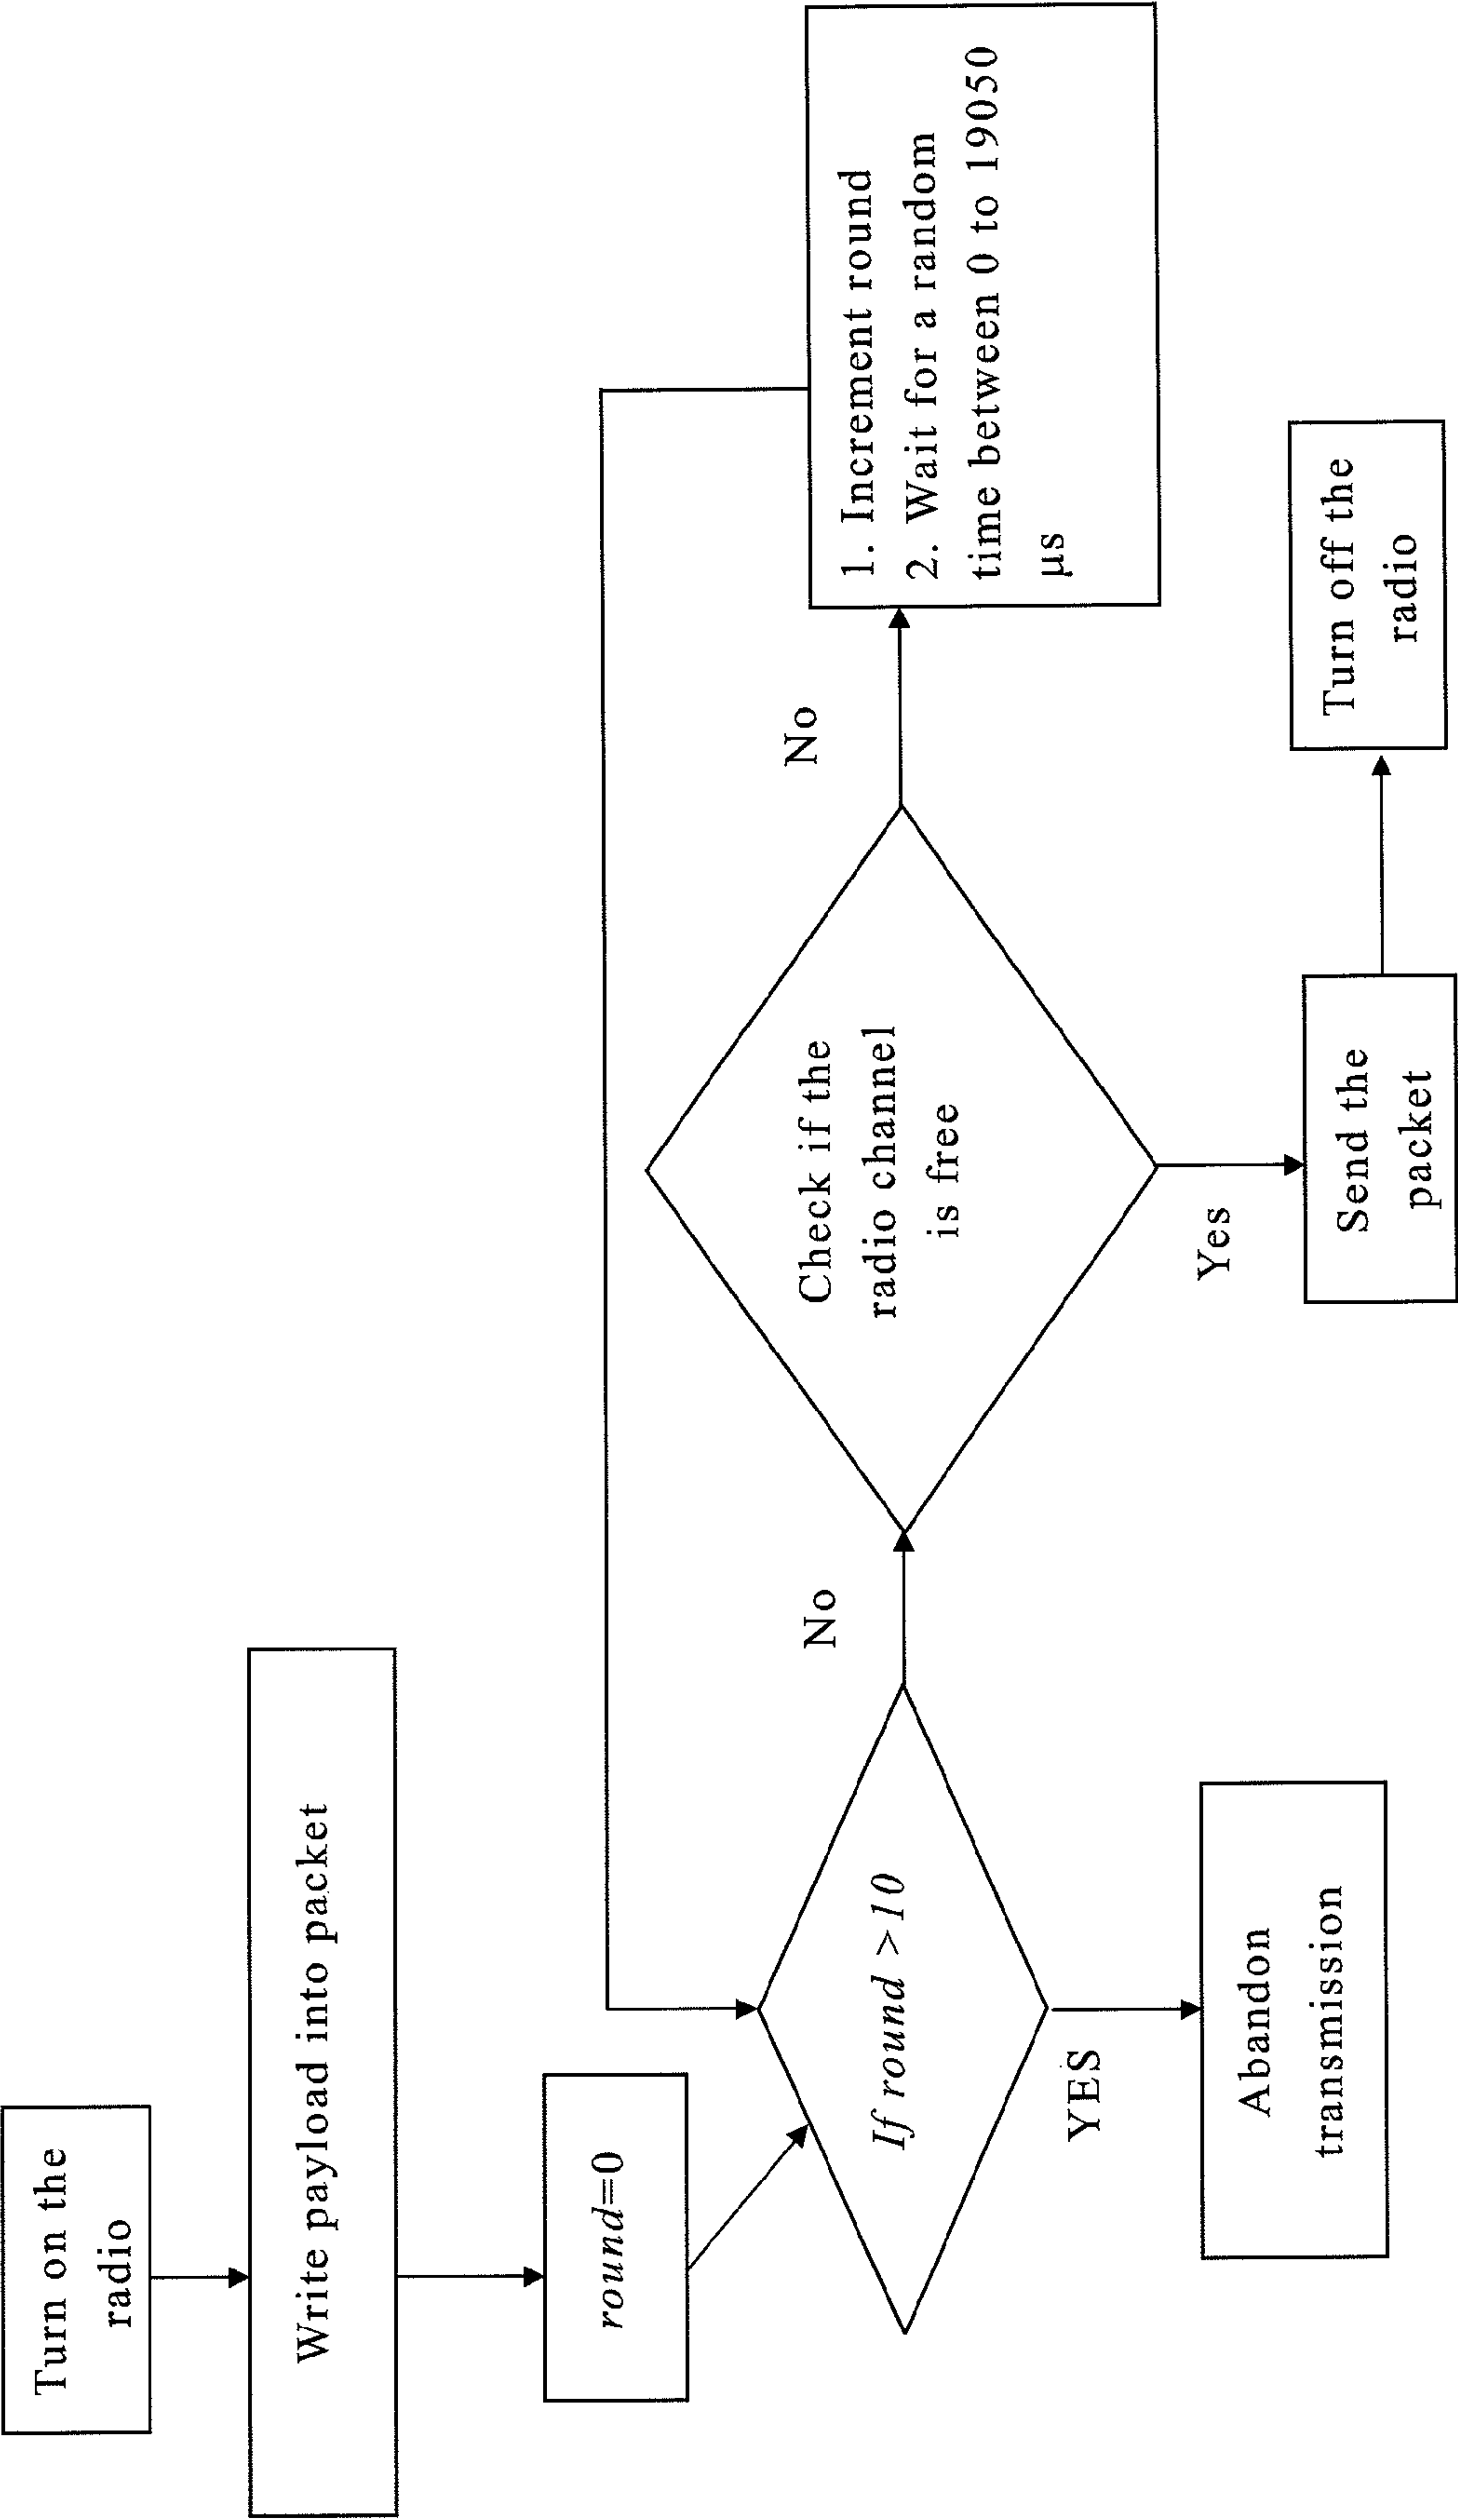 Turn on the
radio
Write payload into packet
round=0
If round >10
YES
Abandon
transmission
No
Check if the
radio channel
is free
No
1. Increment round
2. Wait for a random
time between 0 to 19050
μs
Yes
Send the
packet
Turn off the
radio